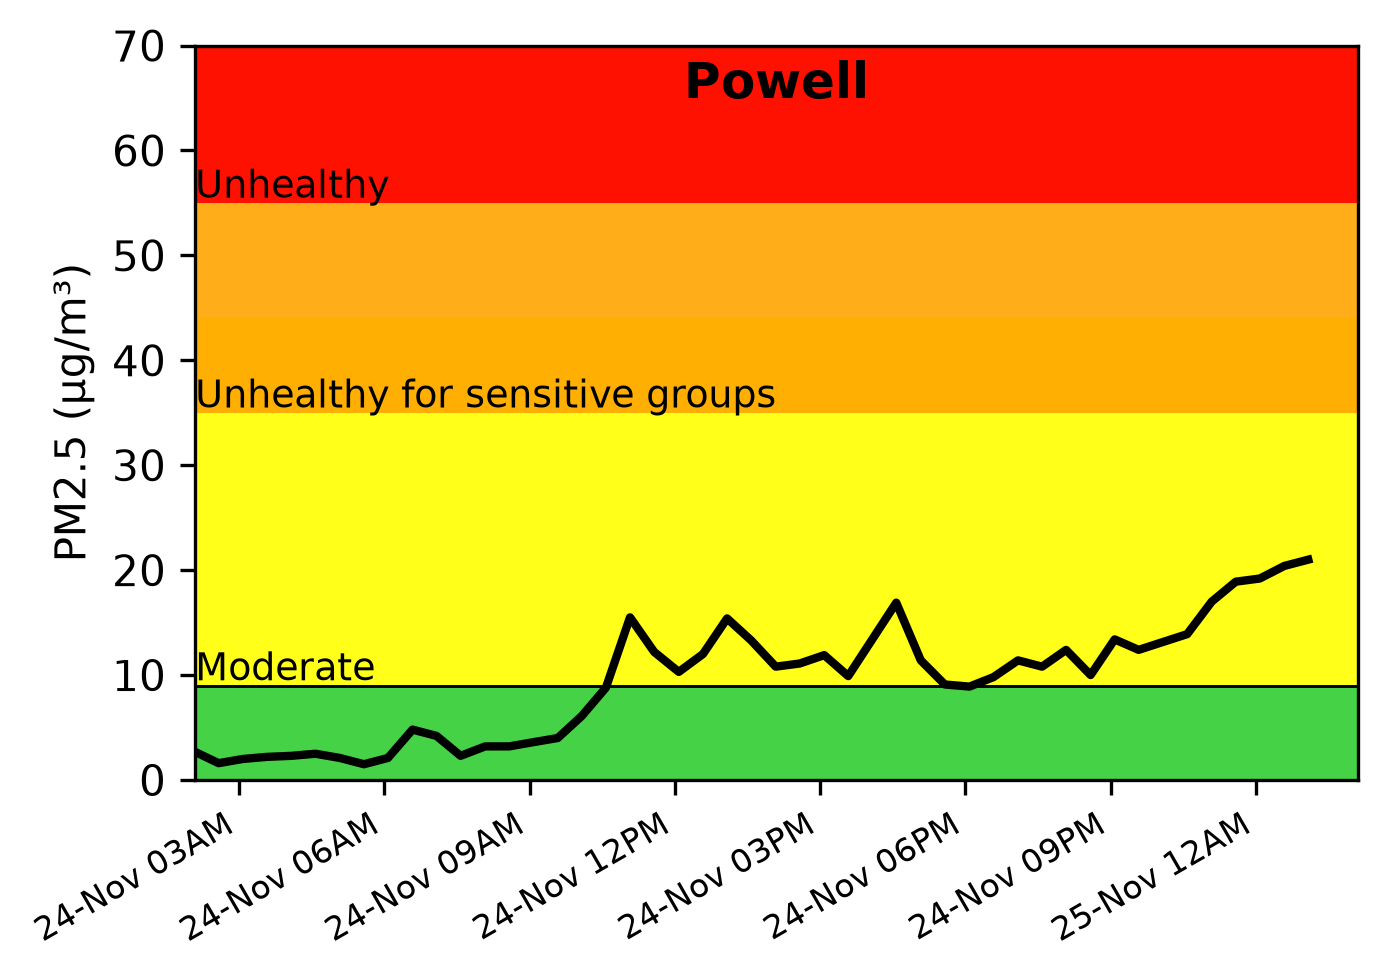 Powell
70
60
50
40
30
20
10
0
PM2.5 (µg/m³)
Unhealthy
Unhealthy for sensitive groups
Moderate
24-Nov 03AM
24-Nov 06AM
24-Nov 09AM
24-Nov 12PM
24-Nov 03PM
24-Nov 06PM
24-Nov 09PM
25-Nov 12AM